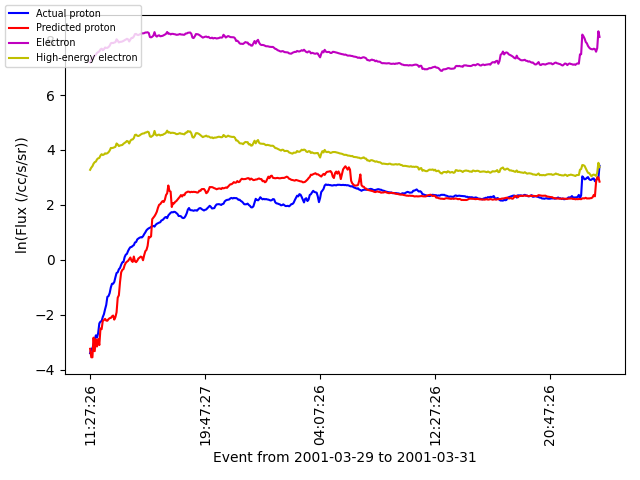 Actual proton
Predicted proton
Electron
High-energy electron
6
4
2
0
−2
−4
ln(Flux (/cc/s/sr))
11:27:26
19:47:27
04:07:26
12:27:26
20:47:26
Event from 2001-03-29 to 2001-03-31